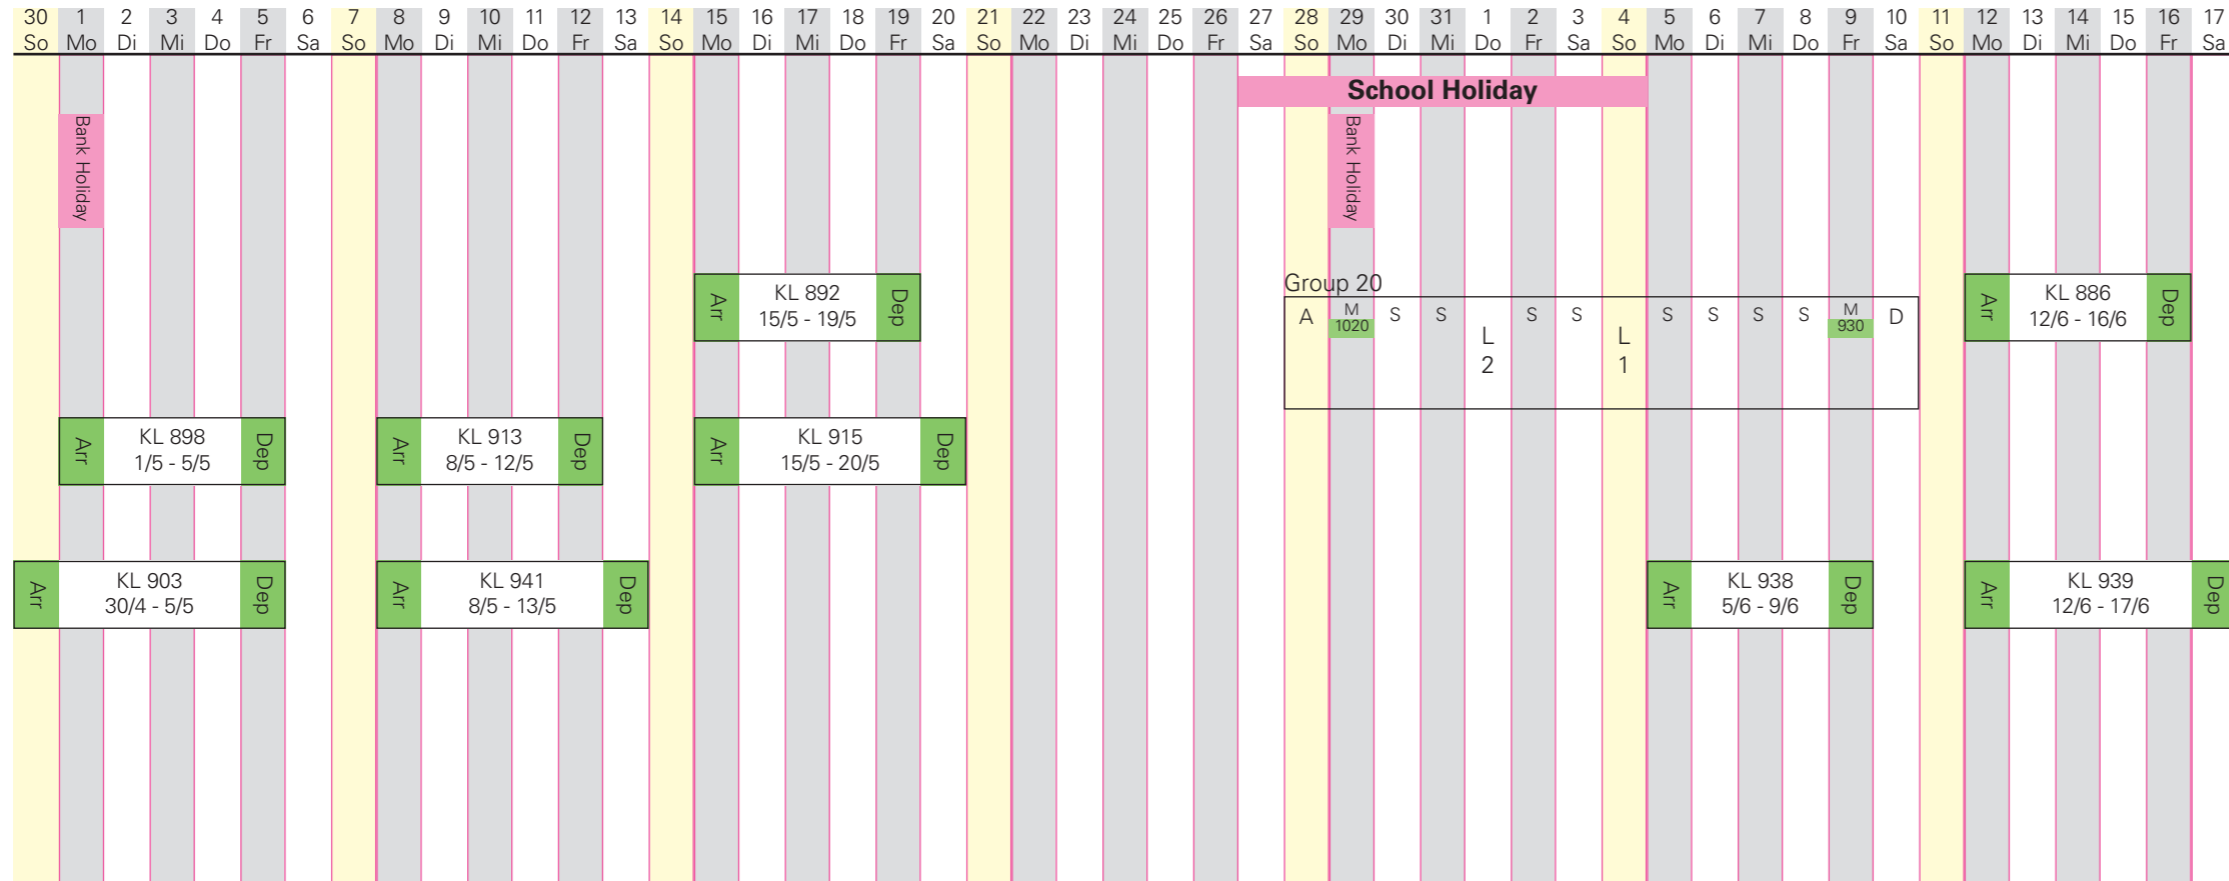 30 1 2 3 4 5 6 7 8 9 10 11 12 13 14 15 16 17 18 19 20 21 22 23 24 25 26 27 28 29 30 31 1 2 3 4 5 6 7 8 9 10 11 12 13 14 15 16 17
So Mo Di Mi Do Fr Sa So Mo Di Mi Do Fr Sa So Mo Di Mi Do Fr Sa So Mo Di Mi Do Fr Sa So Mo Di Mi Do Fr Sa So Mo Di Mi Do Fr Sa So Mo Di Mi Do Fr Sa
School Holiday
Bank Holiday
Bank Holiday
Arr
KL 892
15/5 - 19/5
Dep
Group 20
A M S S S S S S S S M D
1020 930
L L
2 1
Arr
KL 886
12/6 - 16/6
Dep
Arr
KL 898
1/5 - 5/5
Dep
Arr
KL 913
8/5 - 12/5
Dep
Arr
KL 915
15/5 - 20/5
Dep
Arr
KL 903
30/4 - 5/5
Dep
Arr
KL 941
8/5 - 13/5
Dep
Arr
KL 938
5/6 - 9/6
Dep
Arr
KL 939
12/6 - 17/6
Dep